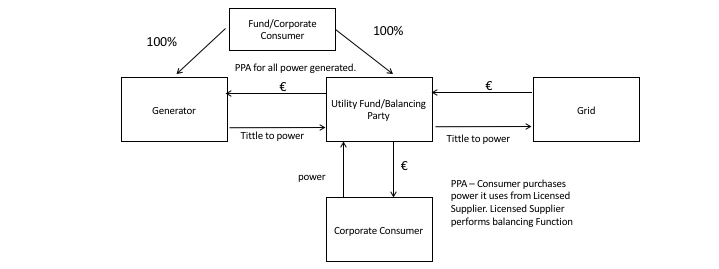 Fund/Corporate
Consumer
100%
100%
PPA for all power generated.
€
€
Generator
Utility Fund/Balancing
Party
Grid
Tittle to power
Tittle to power
power
€
PPA – Consumer purchases
power it uses from Licensed
Supplier. Licensed Supplier
performs balancing Function
Corporate Consumer